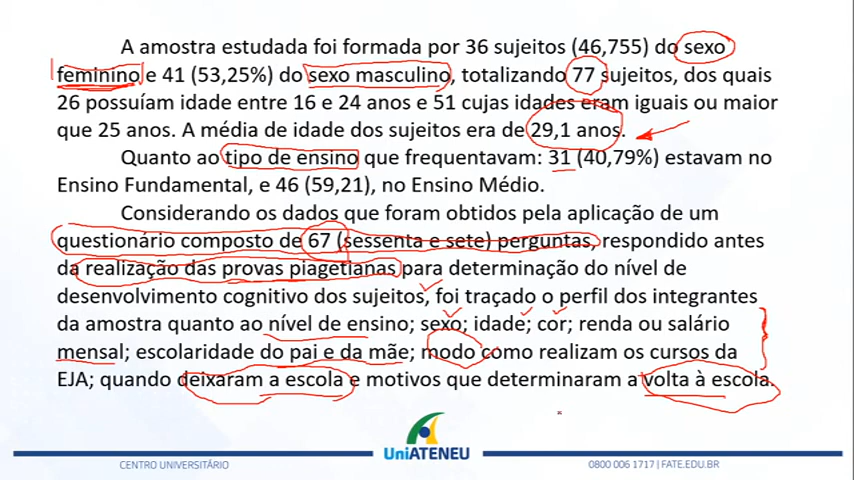 A amostra estudada foi formada por 36 sujeitos (46,755) do sexo
feminino e 41 (53,25%) do sexo masculino, totalizando 77 sujeitos, dos quais
26 possuíam idade entre 16 e 24 anos e 51 cujas idades eram iguais ou maior
que 25 anos. A média de idade dos sujeitos era de 29,1 anos.
Quanto ao tipo de ensino que frequentavam: 31 (40,79%) estavam no
Ensino Fundamental, e 46 (59,21), no Ensino Médio.
Considerando os dados que foram obtidos pela aplicação de um
questionário composto de 67 (sessenta e sete) perguntas, respondido antes
da realização das provas piagetianas para determinação do nível de
desenvolvimento cognitivo dos sujeitos, foi traçado o perfil dos integrantes
da amostra quanto ao nível de ensino; sexo; idade; cor; renda ou salário
mensal; escolaridade do pai e da mãe; modo como realizam os cursos da
EJA; quando deixaram a escola e motivos que determinaram a volta à escola.
UniATENEU
CENTRO UNIVERSITÁRIO
0800 006 1717 | FATE.EDU.BR